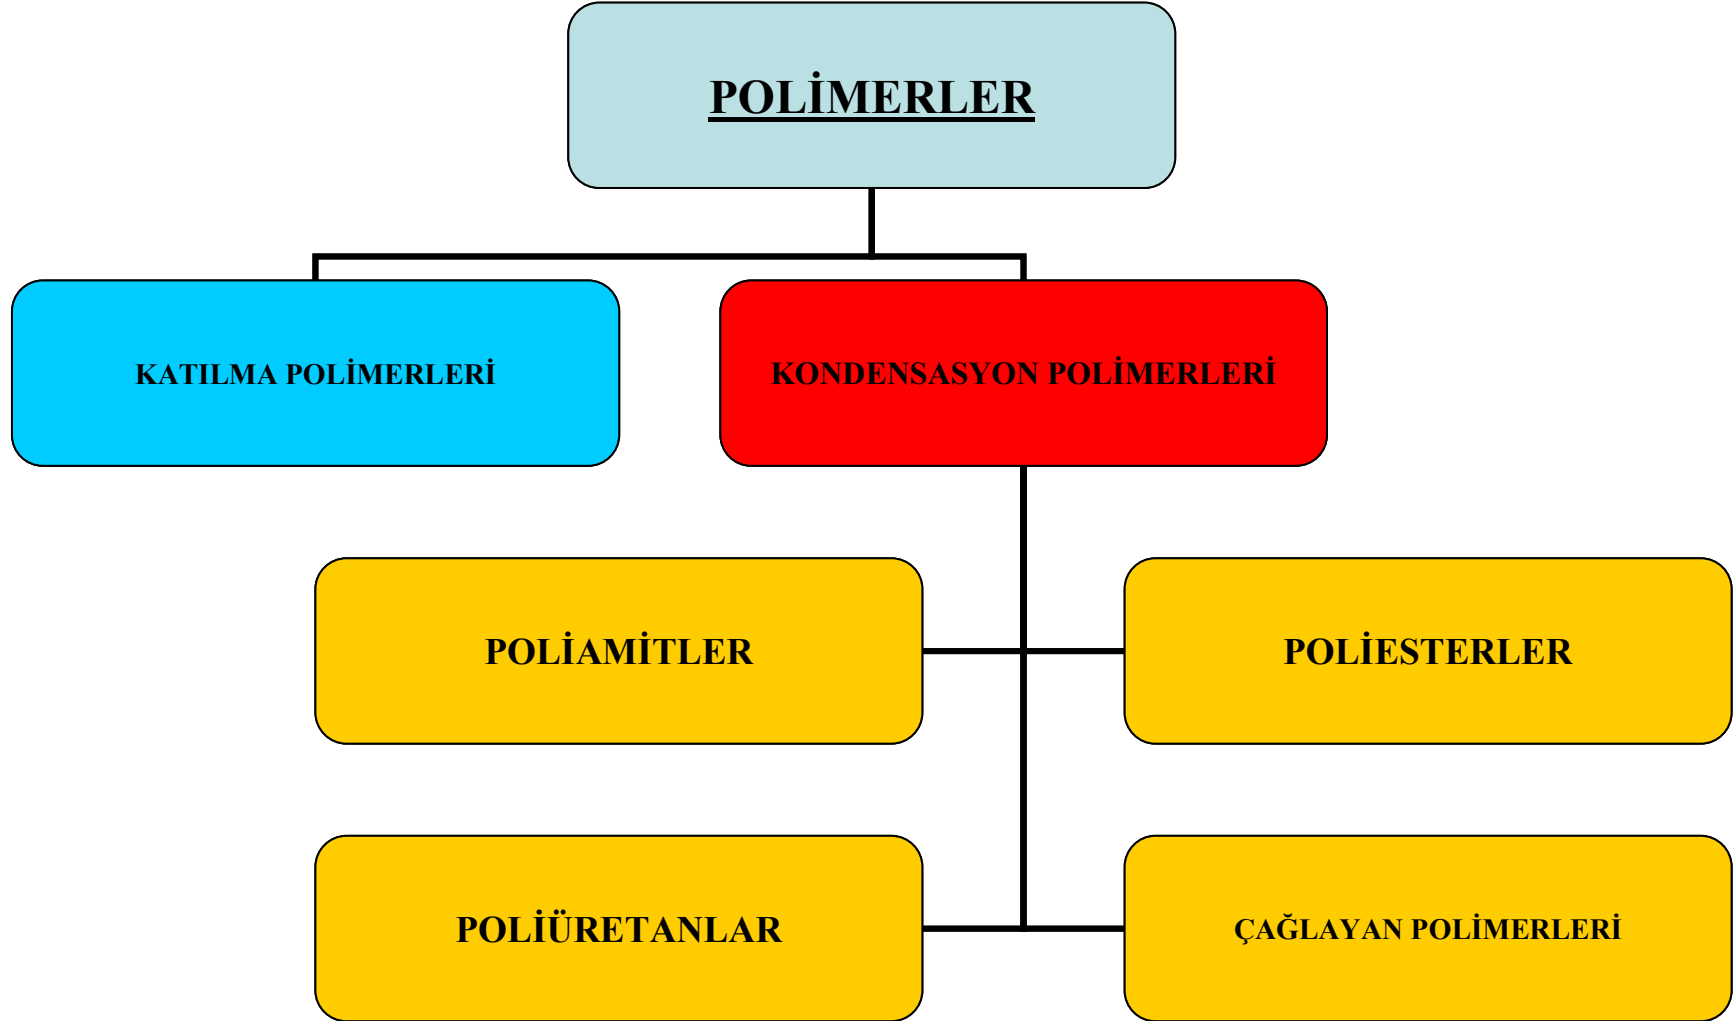 POLİMERLER
KATILMA POLİMERLERİ
KONDENSASYON POLİMERLERİ
POLİAMİTLER
POLİESTERLER
POLİÜRETANLAR
ÇAĞLAYAN POLİMERLERİ